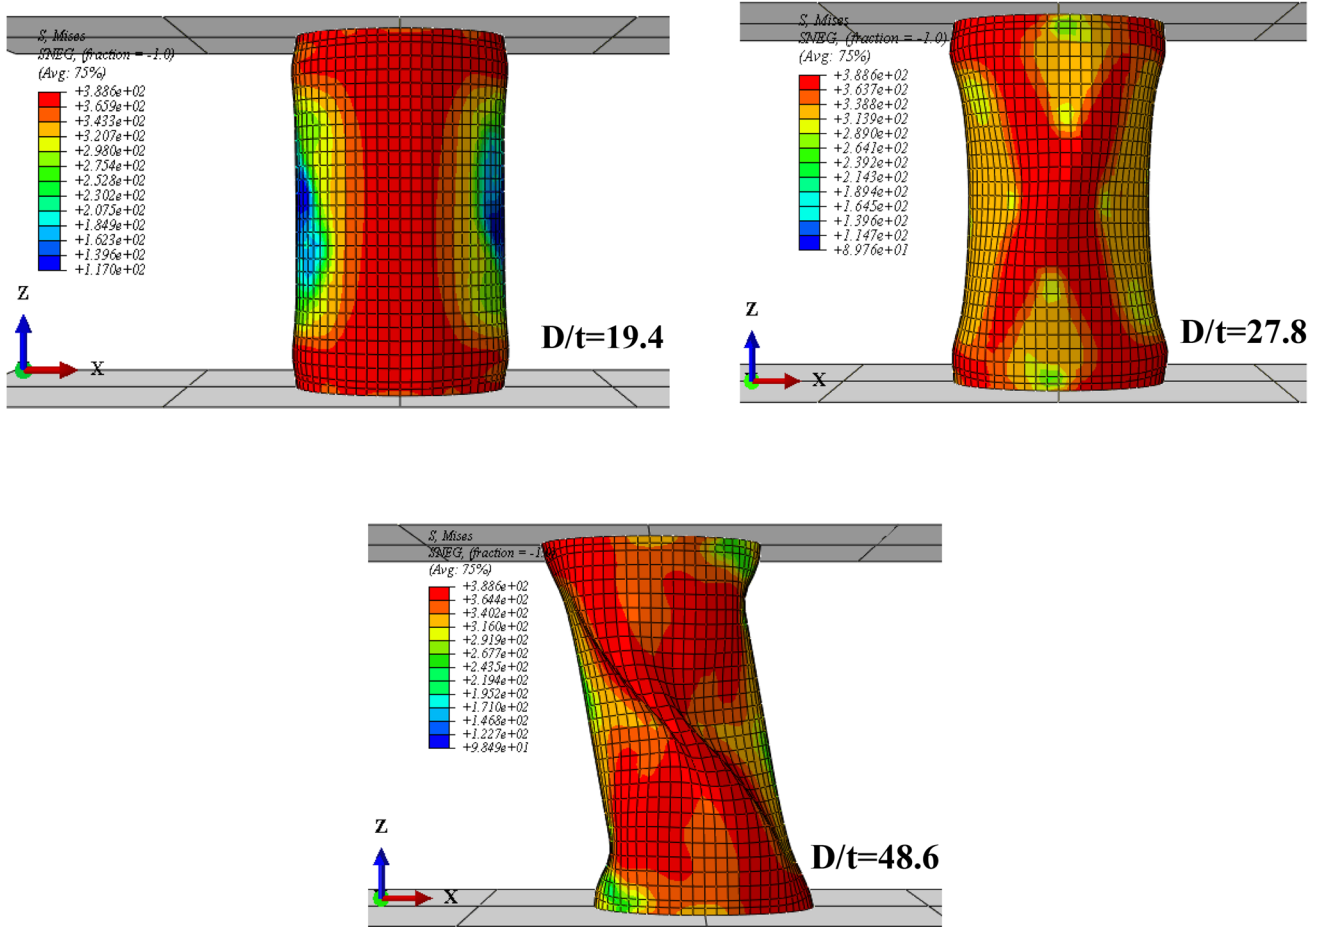 S, Mises
SNEG, (fraction = -1.0)
(Avg: 75%)
+3.886e+02
+3.659e+02
+3.433e+02
+3.207e+02
+2.980e+02
+2.754e+02
+2.528e+02
+2.302e+02
+2.075e+02
+1.849e+02
+1.623e+02
+1.396e+02
+1.170e+02
Z
X
D/t=19.4
S, Mises
SNEG, (fraction = -1.0)
(Avg: 75%)
+3.886e+02
+3.637e+02
+3.388e+02
+3.139e+02
+2.890e+02
+2.641e+02
+2.392e+02
+2.143e+02
+1.894e+02
+1.645e+02
+1.396e+02
+1.147e+02
+8.976e+01
Z
X
D/t=27.8
S, Mises
SNEG, (fraction = -1.0)
(Avg: 75%)
+3.886e+02
+3.644e+02
+3.402e+02
+3.160e+02
+2.919e+02
+2.677e+02
+2.435e+02
+2.194e+02
+1.952e+02
+1.710e+02
+1.468e+02
+1.227e+02
+9.849e+01
Z
X
D/t=48.6